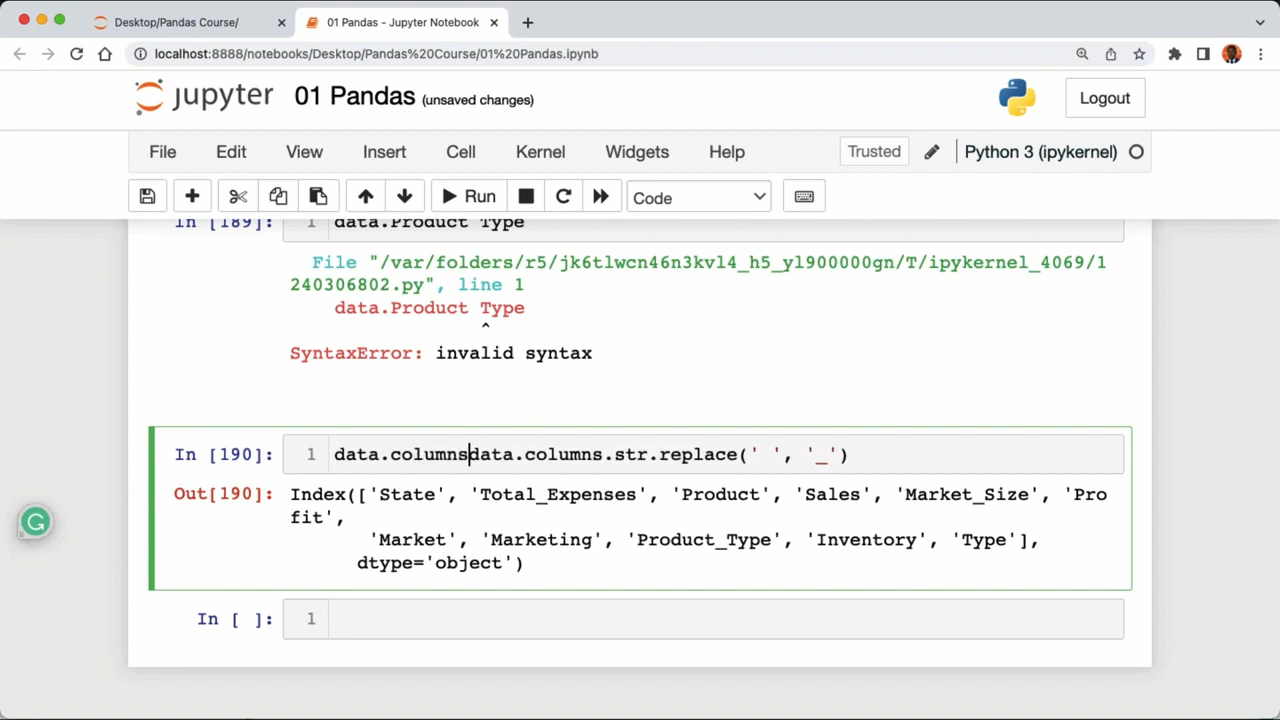 Desktop/Pandas Course/
01 Pandas - Jupyter Notebook
localhost:8888/notebooks/Desktop/Pandas%20Course/01%20Pandas.ipynb
jupyter 01 Pandas (unsaved changes) Logout
File Edit View Insert Cell Kernel Widgets Help Trusted Python 3 (ipykernel)
Run Code
In [189]: 1 data.Product Type
File "/var/folders/r5/jk6tlwcn46n3kvl4_h5_yl900000gn/T/ipykernel_4069/1
240306802.py", line 1
data.Product Type
^
SyntaxError: invalid syntax
In [190]: 1 data.columnsdata.columns.str.replace(' ', '_')
Out[190]: Index(['State', 'Total_Expenses', 'Product', 'Sales', 'Market_Size', 'Pro
fit',
'Market', 'Marketing', 'Product_Type', 'Inventory', 'Type'],
dtype='object')
In [ ]: 1